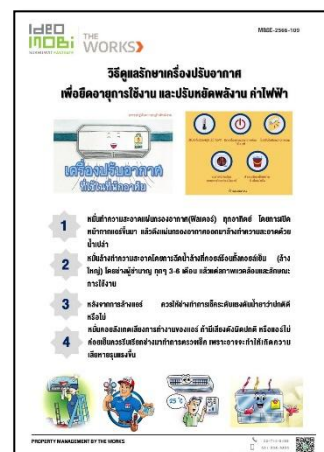 Ideo
mobi
THE
WORKS
MBEE-2566-109
วิธีดูแลรักษาเครื่องปรับอากาศ
เพื่อยืดอายุการใช้งาน และประหยัดพลังงาน ค่าไฟฟ้า
เครื่องปรับอากาศ
1
หมั่นทำความสะอาดแผ่นกรองอากาศ(ฟิลเตอร์) ทุกอาทิตย์ โดยการเปิด
หน้ากากแอร์ขึ้นมา แล้วดึงแผ่นกรองอากาศออกมาล้างทำความสะอาดด้วย
น้ำเปล่า
2
หมั่นล้างทำความสะอาดโดยการฉีดน้ำล้างที่คอล์ยร้อนทั้งคอล์ยเย็น (ล้าง
ใหญ่) โดยช่างผู้ชำนาญ ทุกๆ 3-6 เดือน แล้วแต่สภาพแวดล้อมและลักษณะ
การใช้งาน
3
หลังจากการล้างแอร์ ควรให้ช่างทำการเช็คระดับแรงดันน้ำยาว่าปกติดี
หรือไม่
4
หมั่นคอยสังเกตเสียงการทำงานของแอร์ ถ้ามีเสียงดังผิดปกติ หรือแอร์ไม่
ค่อยเย็นควรรีบเรียกช่างมาทำการตรวจเช็ค เพราะอาจจะทำให้เกิดความ
เสียหายรุนแรงขึ้น
25 °C
PROPERTY MANAGEMENT BY THE WORKS